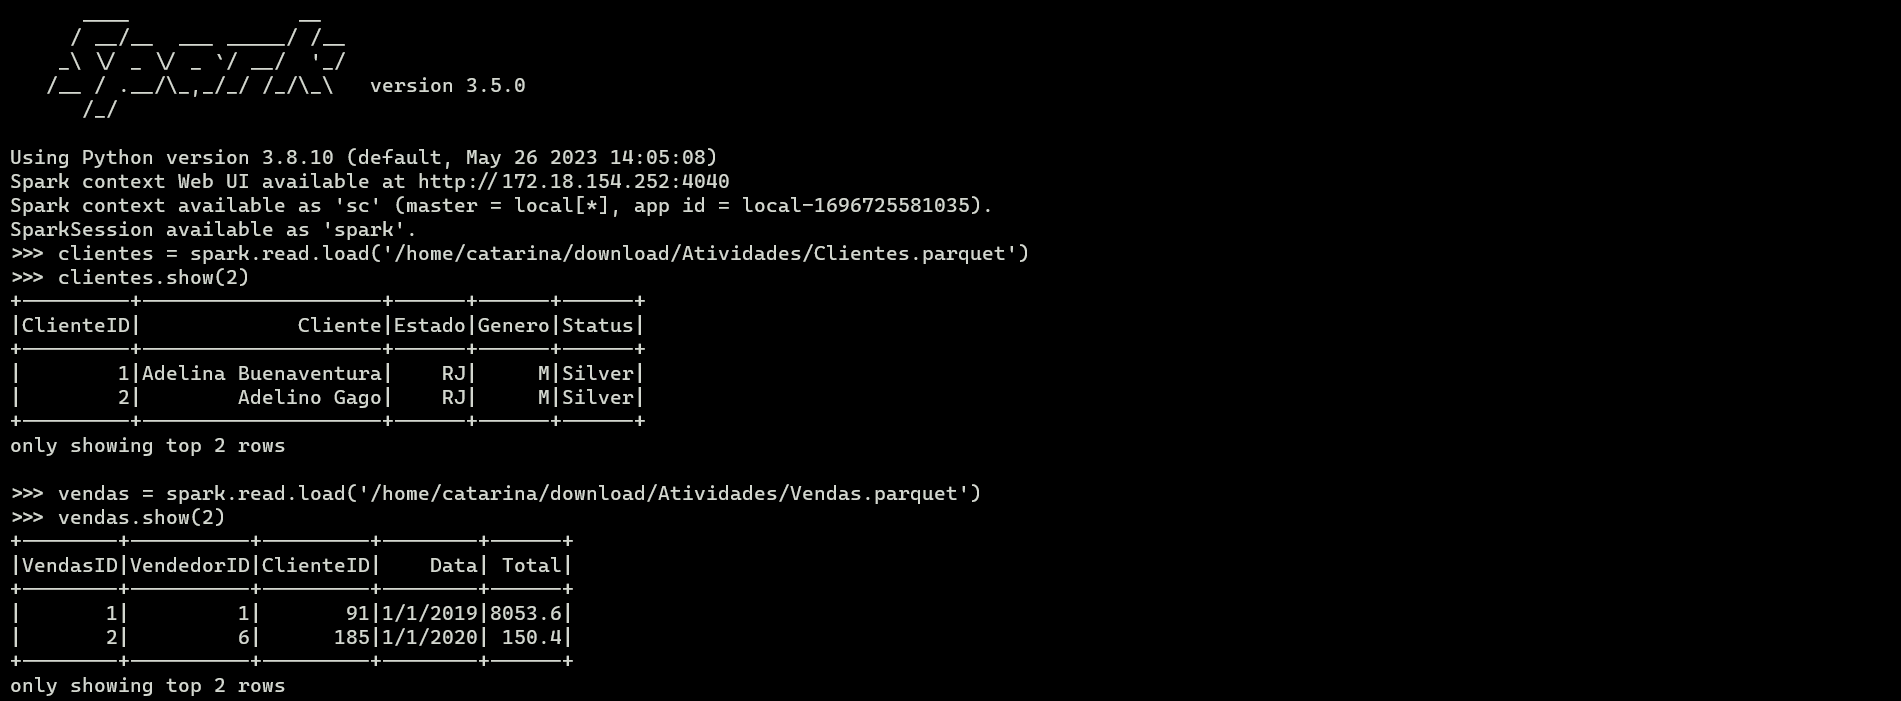 ____              __
     / __/__  ___ _____/ /__
    _\ \/ _ \/ _ `/ __/  '_/
   /__ / .__/\_,_/_/ /_/\_\   version 3.5.0
      /_/

Using Python version 3.8.10 (default, May 26 2023 14:05:08)
Spark context Web UI available at http://172.18.154.252:4040
Spark context available as 'sc' (master = local[*], app id = local-1696725581035).
SparkSession available as 'spark'.
>>> clientes = spark.read.load('/home/catarina/download/Atividades/Clientes.parquet')
>>> clientes.show(2)
+---------+--------------------+------+------+------+
|ClienteID|             Cliente|Estado|Genero|Status|
+---------+--------------------+------+------+------+
|        1|Adelina Buenaventura|    RJ|     M|Silver|
|        2|        Adelino Gago|    RJ|     M|Silver|
+---------+--------------------+------+------+------+
only showing top 2 rows

>>> vendas = spark.read.load('/home/catarina/download/Atividades/Vendas.parquet')
>>> vendas.show(2)
+--------+----------+---------+--------+------+
|VendasID|VendedorID|ClienteID|    Data| Total|
+--------+----------+---------+--------+------+
|       1|         1|       91|1/1/2019|8053.6|
|       2|         6|      185|1/1/2020| 150.4|
+--------+----------+---------+--------+------+
only showing top 2 rows